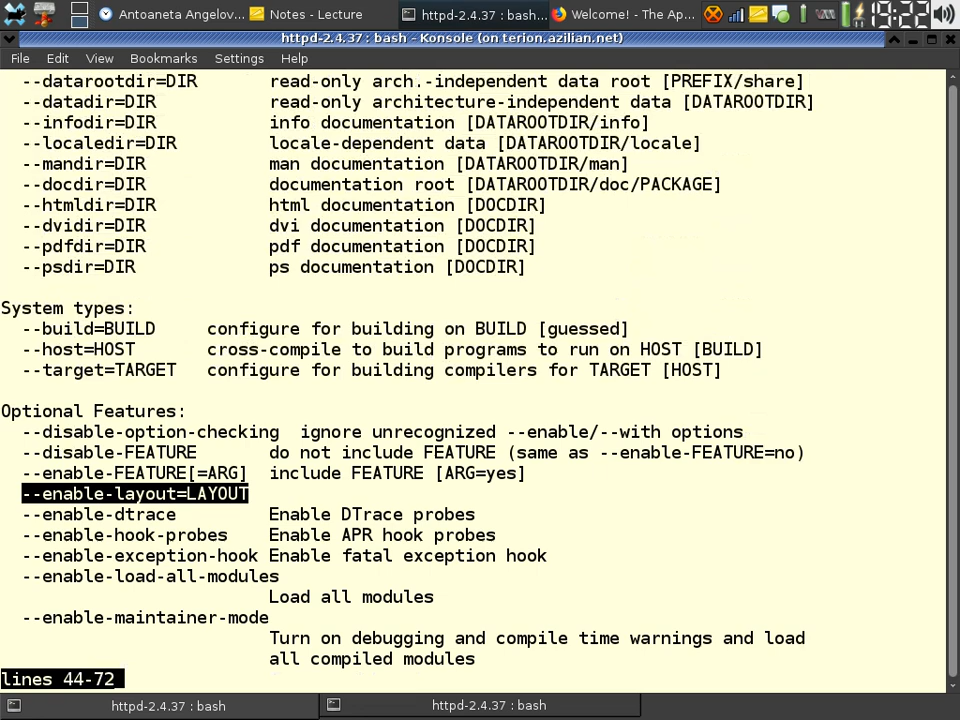 Antoaneta Angelov...
Notes - Lecture
httpd-2.4.37 : bash...
Welcome! - The Ap...
18:22
httpd-2.4.37 : bash - Konsole (on terion.azilian.net)
File Edit View Bookmarks Settings Help
--datarootdir=DIR read-only arch.-independent data root [PREFIX/share]
--datadir=DIR read-only architecture-independent data [DATAROOTDIR]
--infodir=DIR info documentation [DATAROOTDIR/info]
--localedir=DIR locale-dependent data [DATAROOTDIR/locale]
--mandir=DIR man documentation [DATAROOTDIR/man]
--docdir=DIR documentation root [DATAROOTDIR/doc/PACKAGE]
--htmldir=DIR html documentation [DOCDIR]
--dvidir=DIR dvi documentation [DOCDIR]
--pdfdir=DIR pdf documentation [DOCDIR]
--psdir=DIR ps documentation [DOCDIR]
System types:
--build=BUILD configure for building on BUILD [guessed]
--host=HOST cross-compile to build programs to run on HOST [BUILD]
--target=TARGET configure for building compilers for TARGET [HOST]
Optional Features:
--disable-option-checking ignore unrecognized --enable/--with options
--disable-FEATURE do not include FEATURE (same as --enable-FEATURE=no)
--enable-FEATURE[=ARG] include FEATURE [ARG=yes]
--enable-layout=LAYOUT
--enable-dtrace Enable DTrace probes
--enable-hook-probes Enable APR hook probes
--enable-exception-hook Enable fatal exception hook
--enable-load-all-modules
Load all modules
--enable-maintainer-mode
Turn on debugging and compile time warnings and load
all compiled modules
lines 44-72
httpd-2.4.37 : bash
httpd-2.4.37 : bash